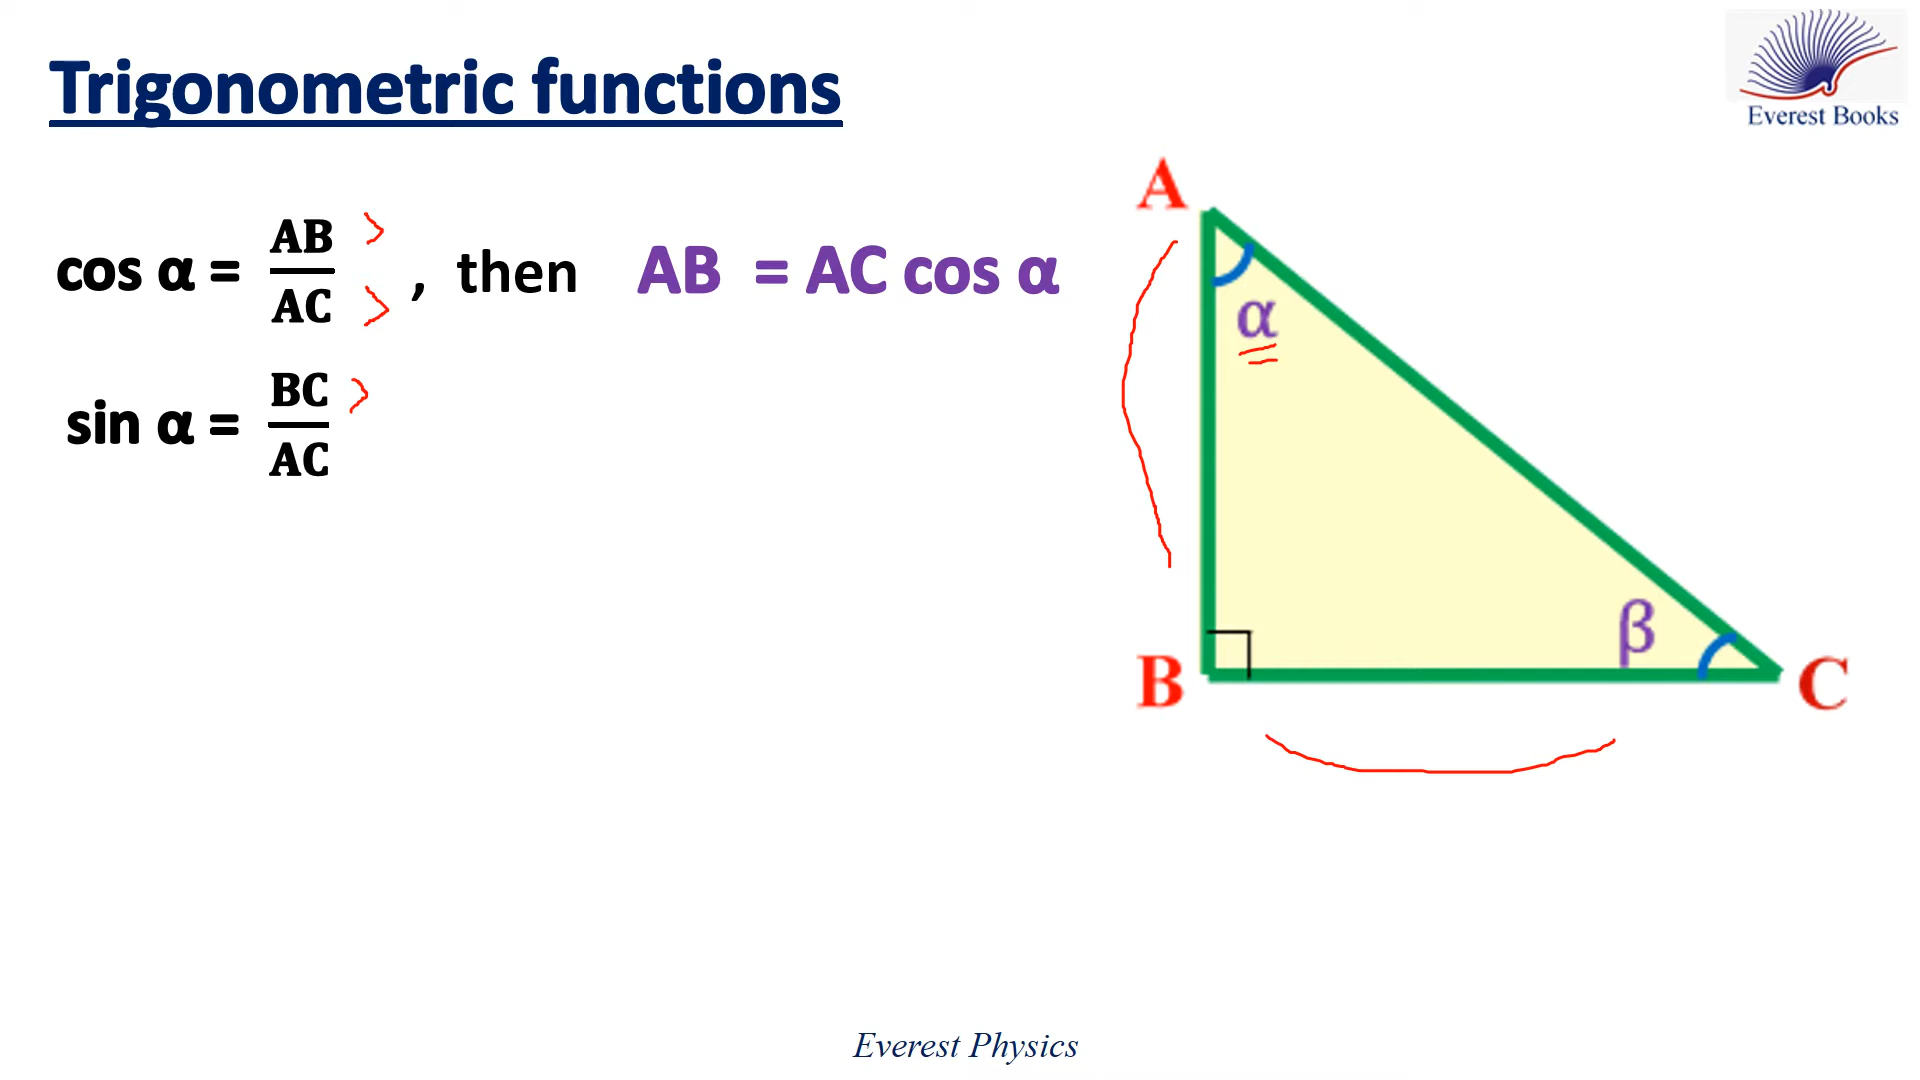 Trigonometric functions
Everest Books
cos α = AB/AC , then AB = AC cos α
sin α = BC/AC
A
α
β
B
C
Everest Physics